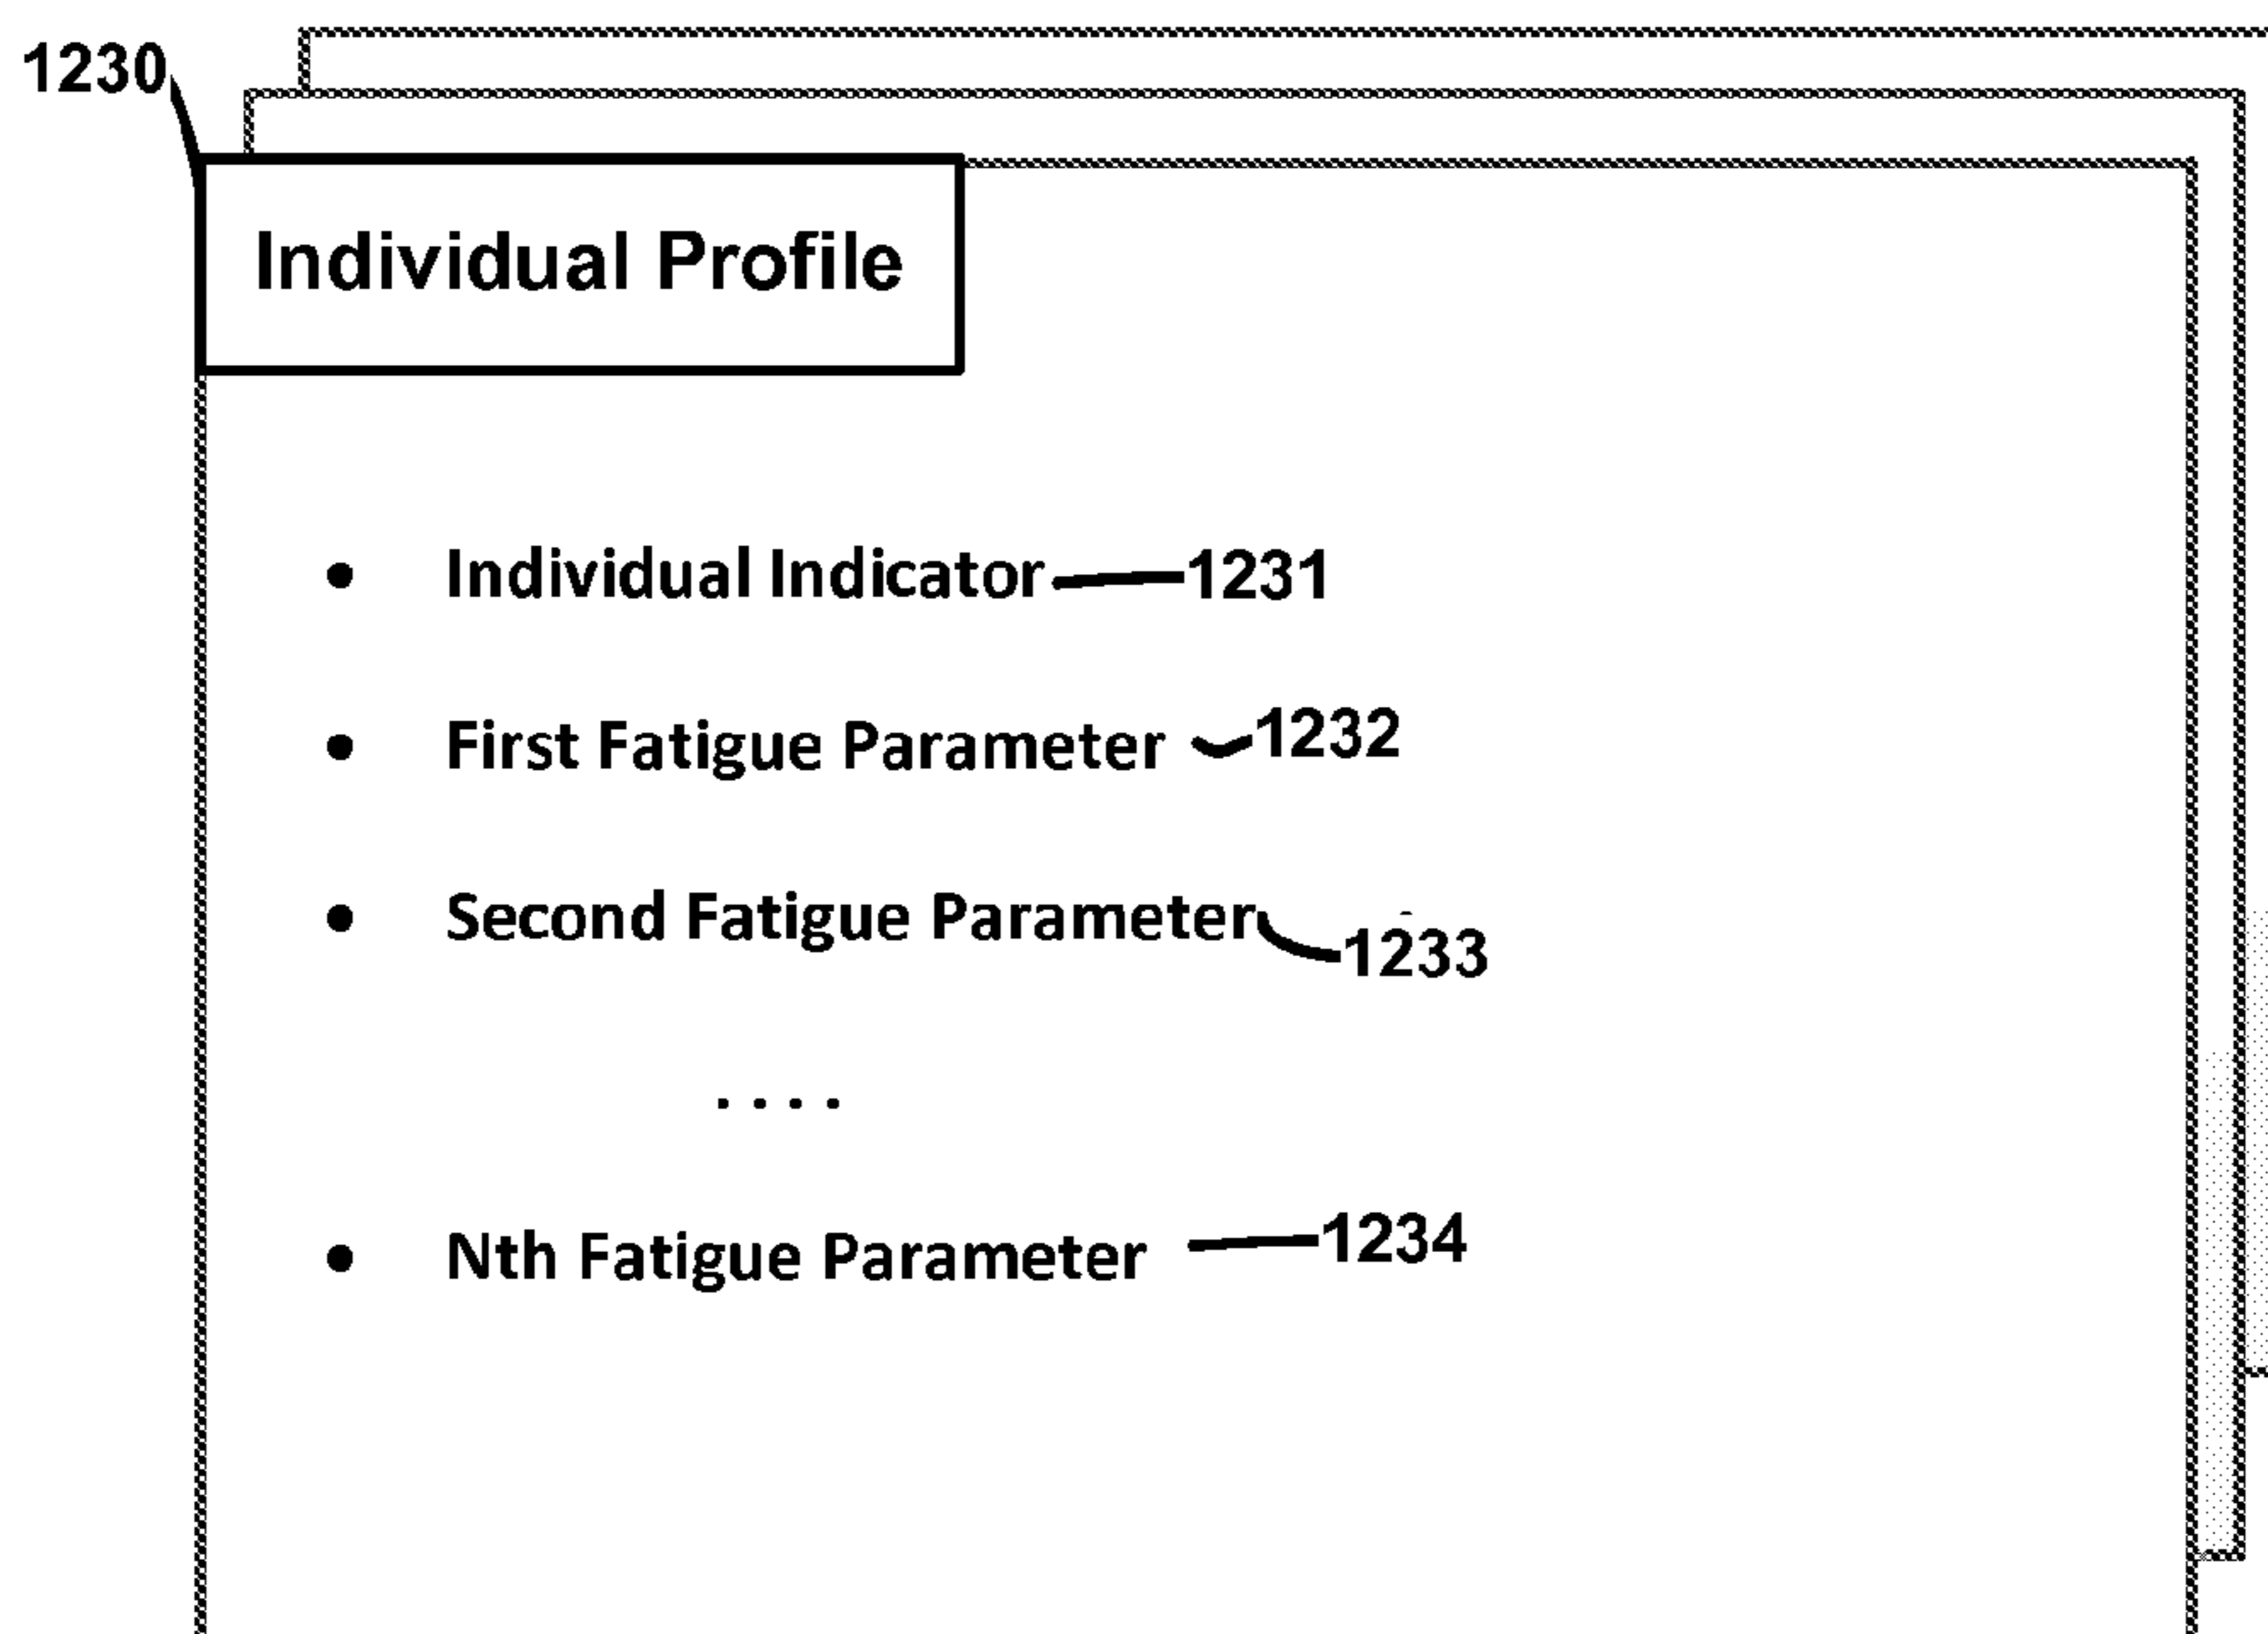 1230
Individual Profile
• Individual Indicator 1231
• First Fatigue Parameter 1232
• Second Fatigue Parameter 1233
....
• Nth Fatigue Parameter 1234